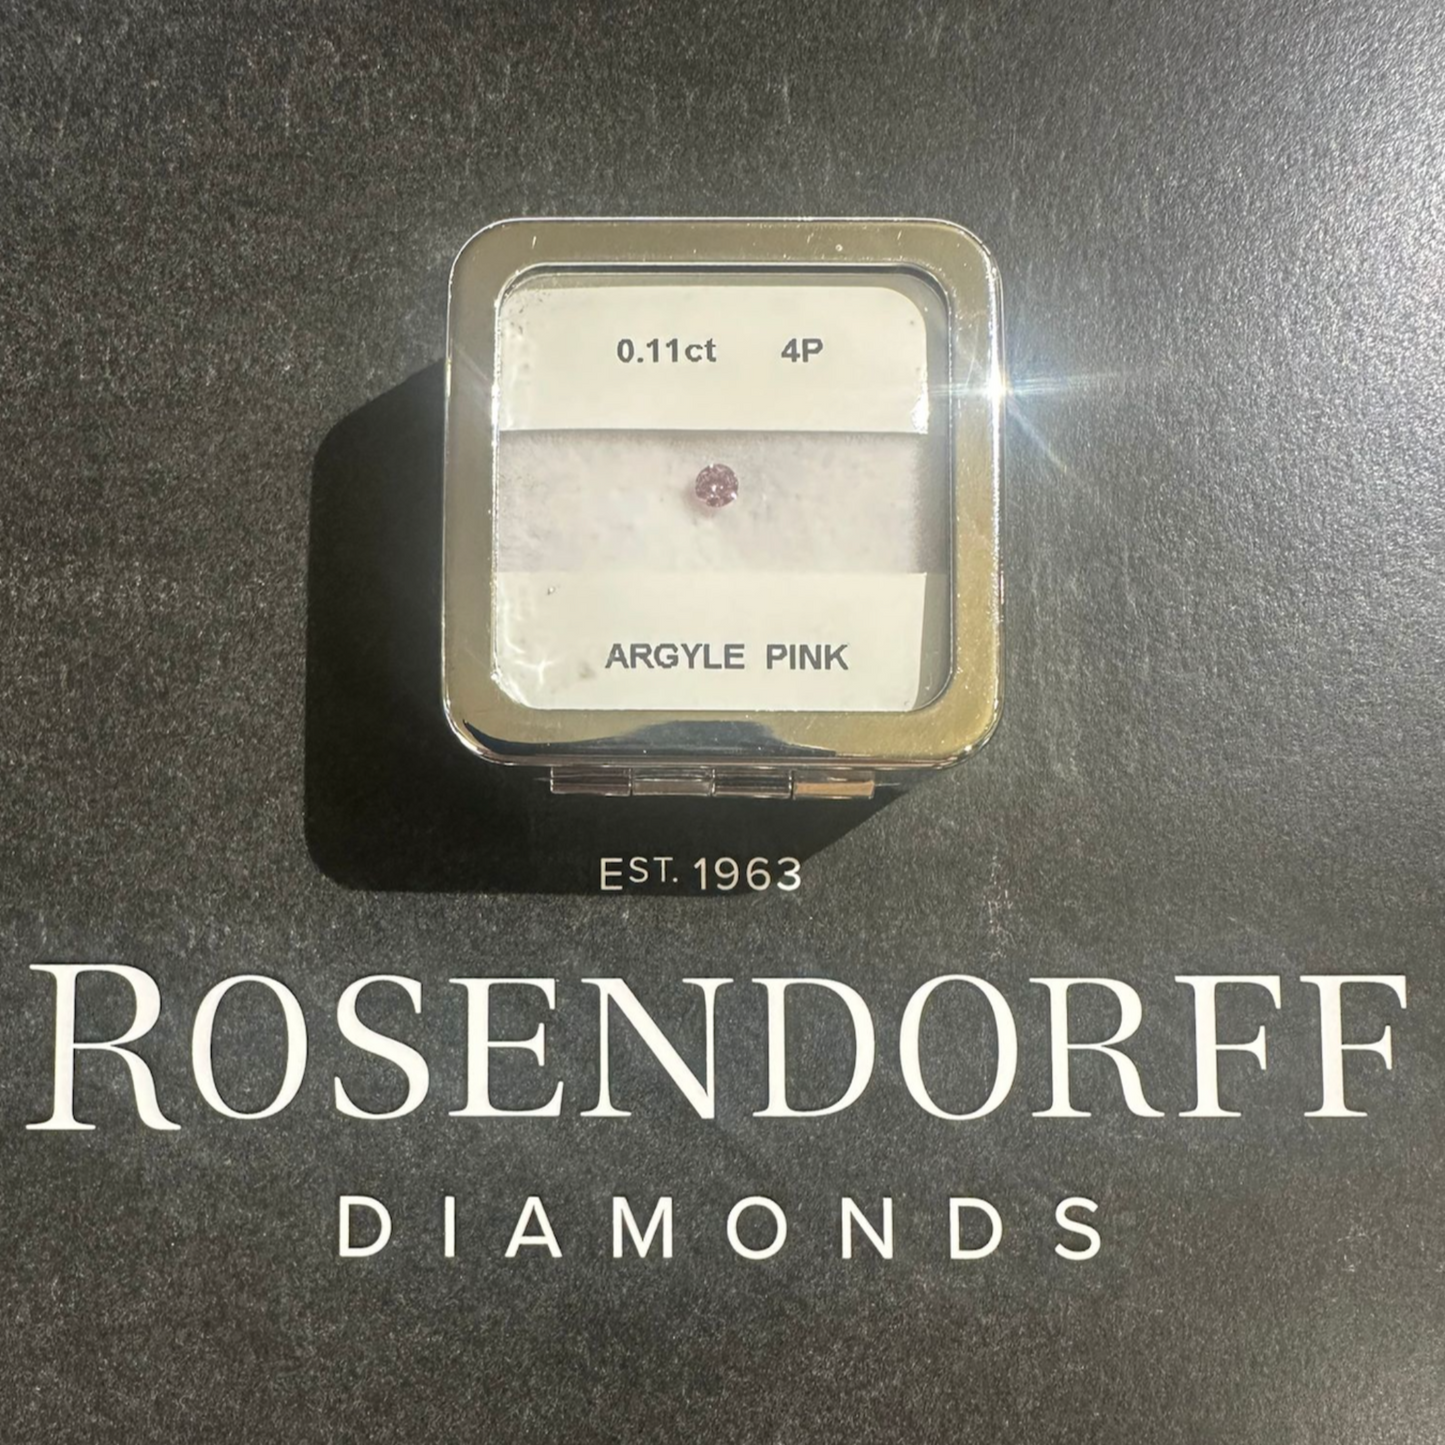 0.11ct 4P
ARGYLE PINK
EST. 1963
ROSENDORFF
DIAMONDS